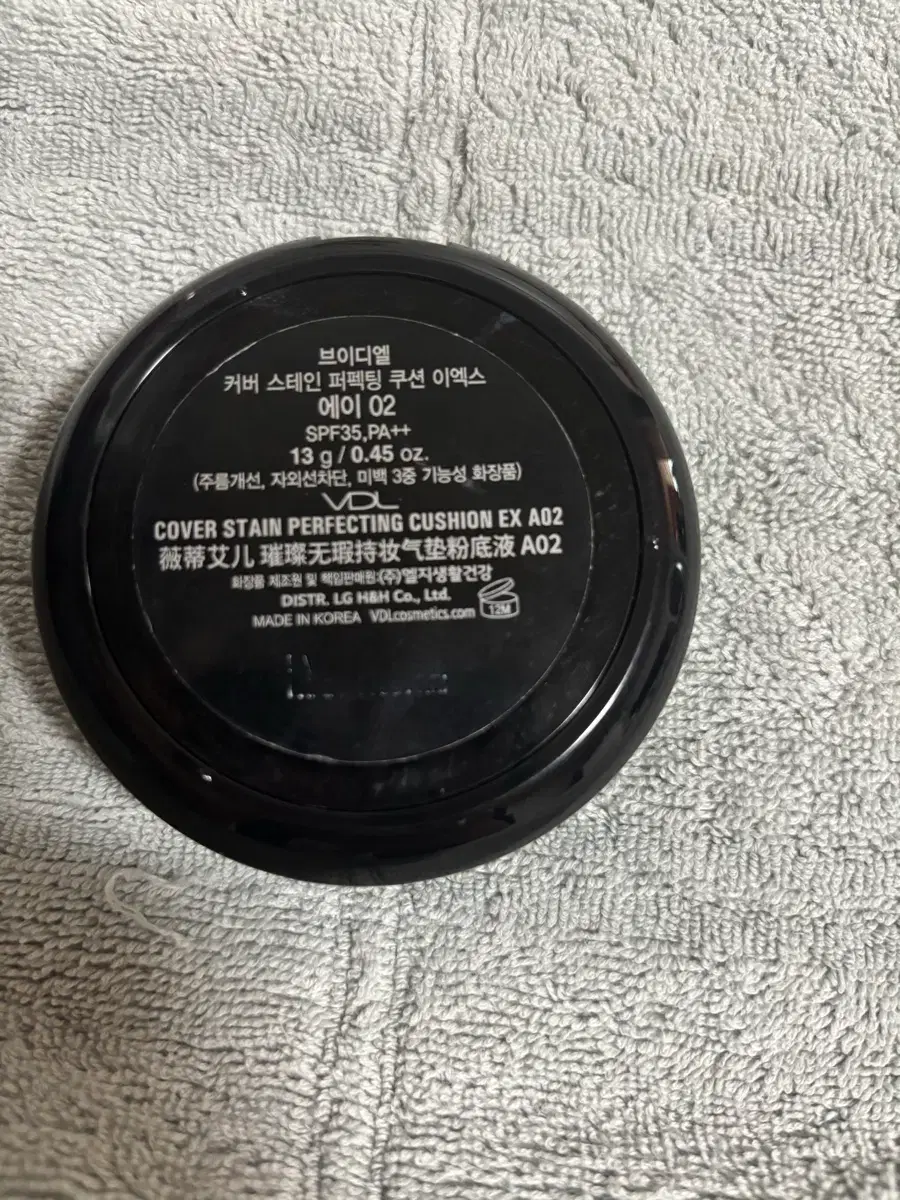 브이디엘
커버 스테인 퍼펙팅 쿠션 이엑스
에이 02
SPF35,PA++
13 g / 0.45 oz.
(주름개선, 자외선차단, 미백 3중 기능성 화장품)
VDL
COVER STAIN PERFECTING CUSHION EX A02
薇蒂艾儿 璀璨无瑕持妆气垫粉底液 A02
화장품 제조원 및 책임판매원:(주)엘지생활건강
DISTR. LG H&H Co., Ltd.
MADE IN KOREA VDLcosmetics.com 12M